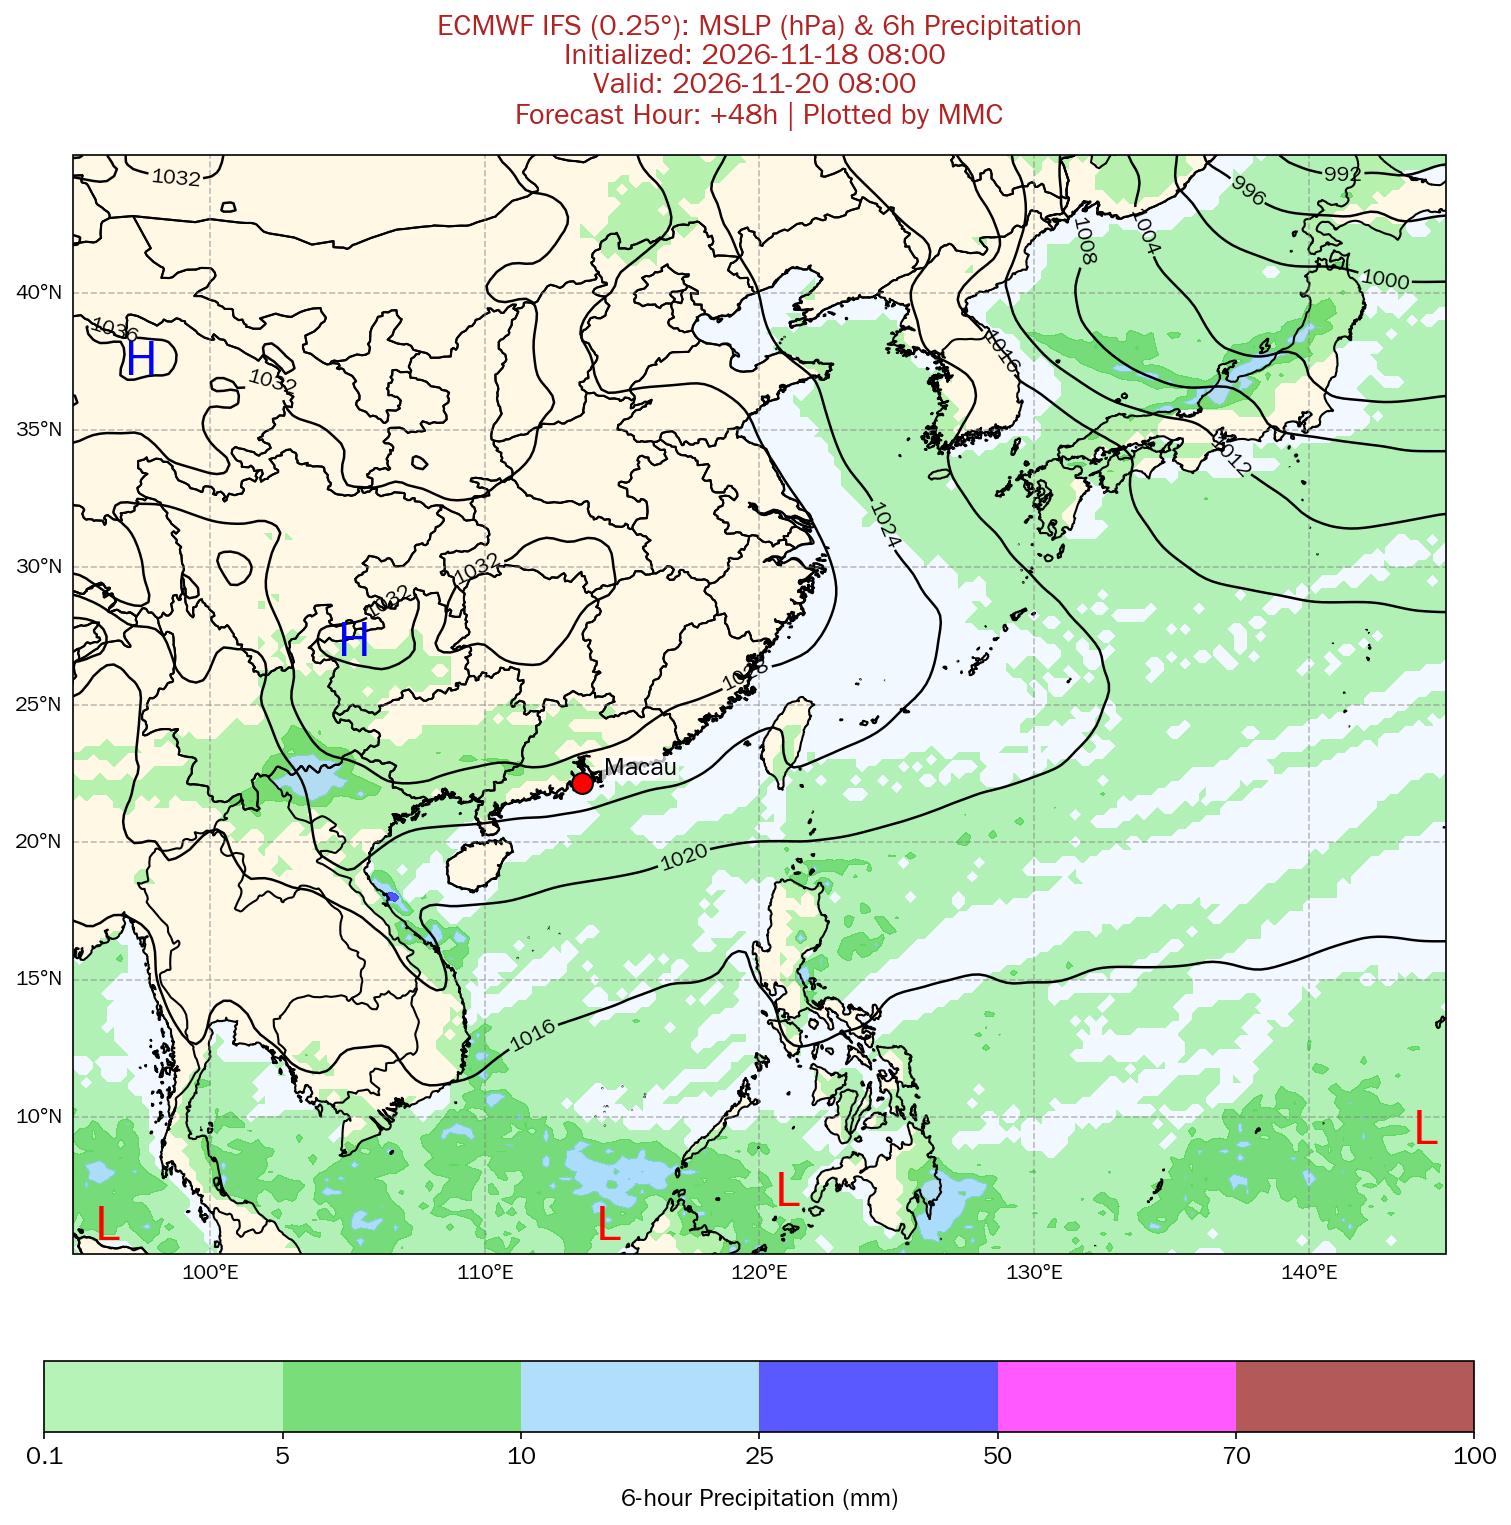 ECMWF IFS (0.25°): MSLP (hPa) & 6h Precipitation
Initialized: 2026-11-18 08:00
Valid: 2026-11-20 08:00
Forecast Hour: +48h | Plotted by MMC
1032
992
996
1004
1008
1000
40°N
1036
H
1016
1032
35°N
1012
1024
30°N
1032
1032
H
1028
25°N
Macau
20°N
1020
15°N
1016
10°N
L
L
L
L
100°E
110°E
120°E
130°E
140°E
0.1
5
10
25
50
70
100
6-hour Precipitation (mm)